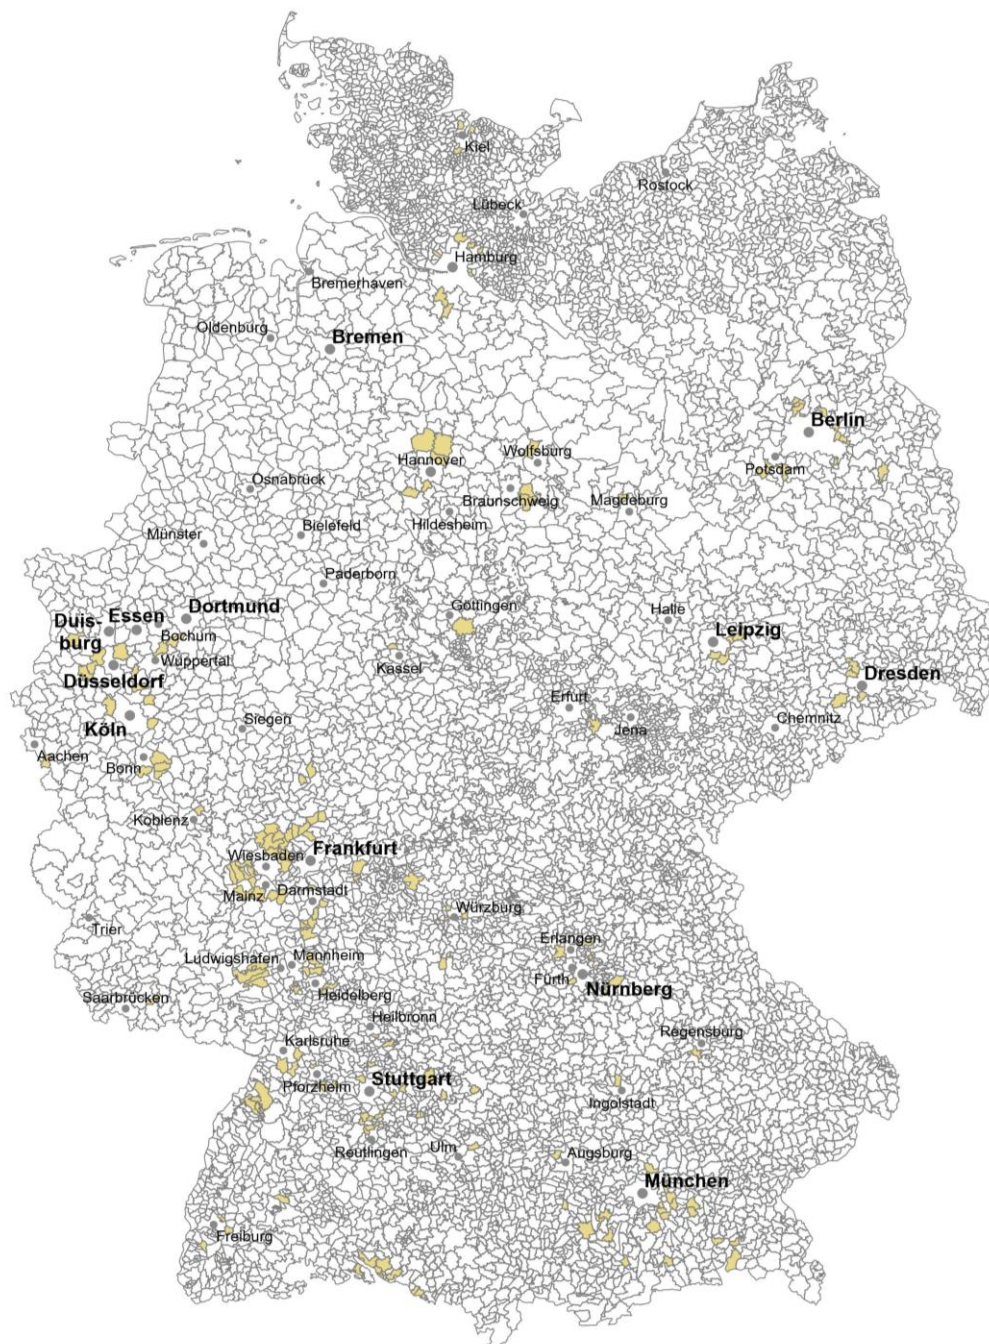 Kiel
Rostock
Lübeck
Hamburg
Bremerhaven
Oldenburg
Bremen
Berlin
Hannover
Wolfsburg
Potsdam
Osnabrück
Braunschweig
Magdeburg
Hildesheim
Bielefeld
Münster
Paderborn
Göttingen
Halle
Duis-
burg
Essen
Dortmund
Bochum
Leipzig
Wuppertal
Kassel
Düsseldorf
Dresden
Erfurt
Jena
Chemnitz
Köln
Siegen
Aachen
Bonn
Koblenz
Wiesbaden
Frankfurt
Mainz
Darmstadt
Würzburg
Trier
Erlangen
Ludwigshafen
Mannheim
Fürth
Nürnberg
Heidelberg
Saarbrücken
Heilbronn
Regensburg
Karlsruhe
Pforzheim
Stuttgart
Ingolstadt
Reutlingen
Ulm
Augsburg
München
Freiburg